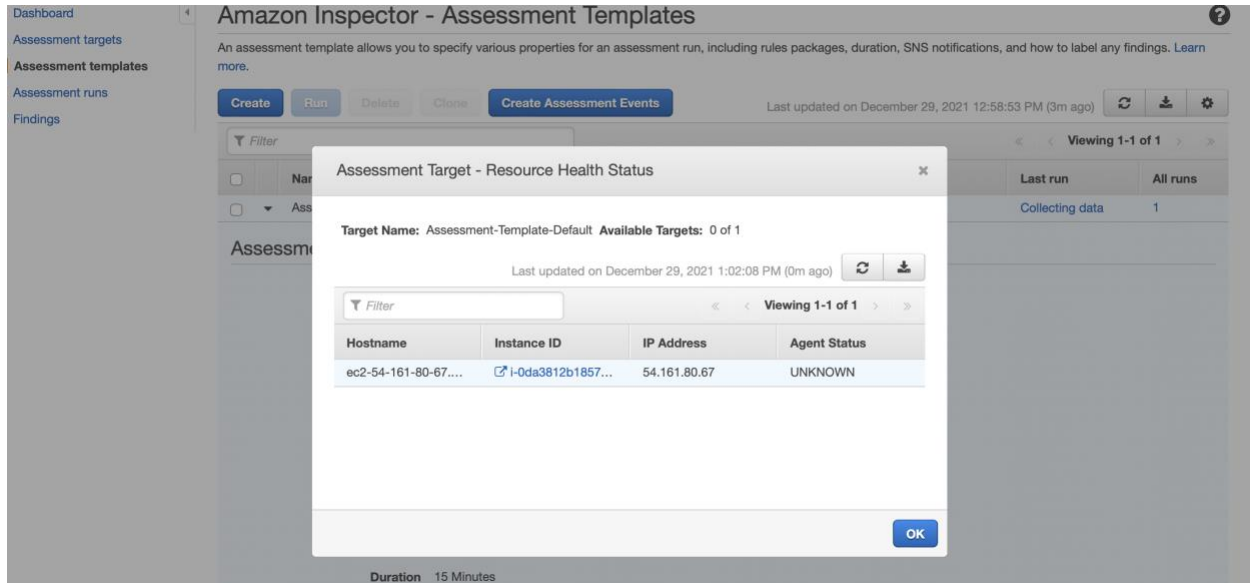 Dashboard
Assessment targets
Assessment templates
Assessment runs
Findings
Amazon Inspector - Assessment Templates
An assessment template allows you to specify various properties for an assessment run, including rules packages, duration, SNS notifications, and how to label any findings. Learn
more.
Create Run Delete Clone Create Assessment Events Last updated on December 29, 2021 12:58:53 PM (3m ago)
Filter « < Viewing 1-1 of 1 > »
Nar Last run All runs
Ass Collecting data 1
Assessme
Assessment Target - Resource Health Status ×
Target Name: Assessment-Template-Default Available Targets: 0 of 1
Last updated on December 29, 2021 1:02:08 PM (0m ago)
Filter « < Viewing 1-1 of 1 > »
Hostname Instance ID IP Address Agent Status
ec2-54-161-80-67.... i-0da3812b1857... 54.161.80.67 UNKNOWN
OK
Duration 15 Minutes